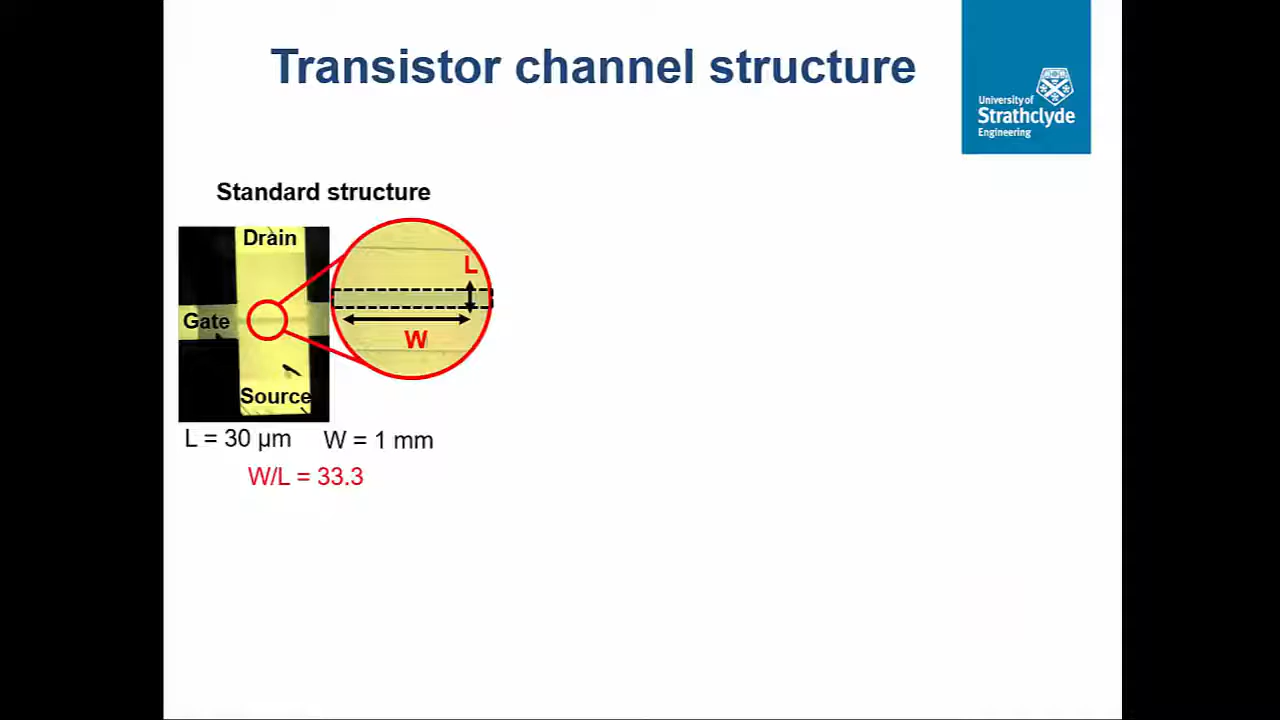 Transistor channel structure
University of
Strathclyde
Engineering
Standard structure
Drain
L
Gate
W
Source
L = 30 µm W = 1 mm
W/L = 33.3